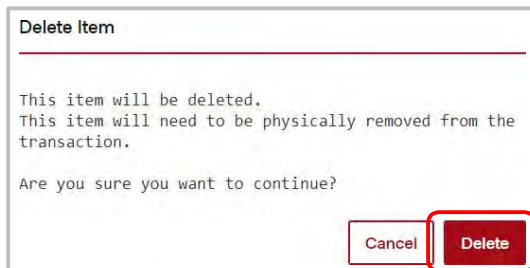 Delete Item
This item will be deleted.
This item will need to be physically removed from the
transaction.
Are you sure you want to continue?
Cancel Delete